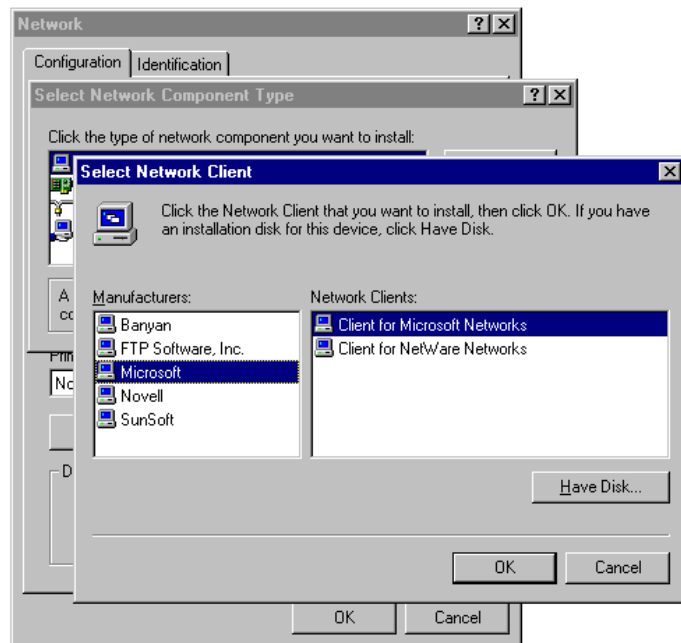 Network
Configuration
Identification
Select Network Component Type
Click the type of network component you want to install:
Select Network Client
Click the Network Client that you want to install, then click OK. If you have
an installation disk for this device, click Have Disk.
A
Manufacturers:
Network Clients:
Banyan
FTP Software, Inc.
Microsoft
Novell
SunSoft
Client for Microsoft Networks
Client for NetWare Networks
Have Disk...
OK
Cancel
OK
Cancel